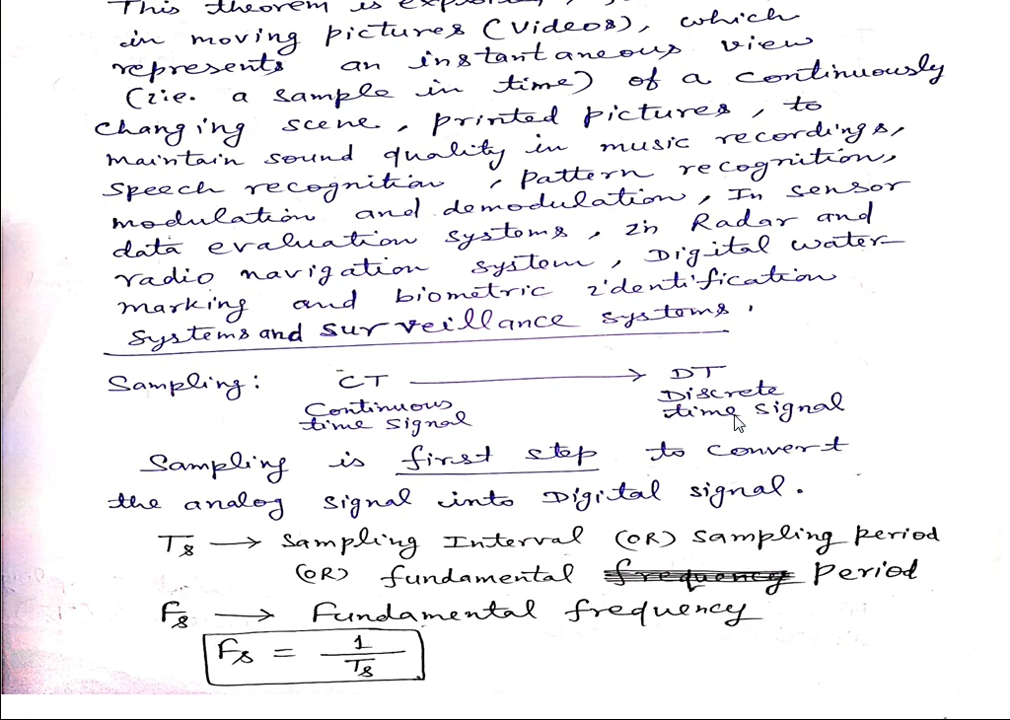 This theorem is
in moving pictures (Videos), which
represents an instantaneous view
(i.e. a sample in time) of a continuously
changing scene, printed pictures, to
maintain sound quality in music recordings,
speech recognition, pattern recognition,
modulation and demodulation, In sensor
data evaluation systems, in Radar and
radio navigation system, Digital water-
marking and biometric identification
systems and surveillance systems.
Sampling: CT → DT
Continuous Discrete
time signal time signal
Sampling is first step to convert
the analog signal into Digital signal.
Ts → Sampling Interval (OR) sampling period
(OR) fundamental frequency Period
Fs → Fundamental frequency
Fs = 1/Ts